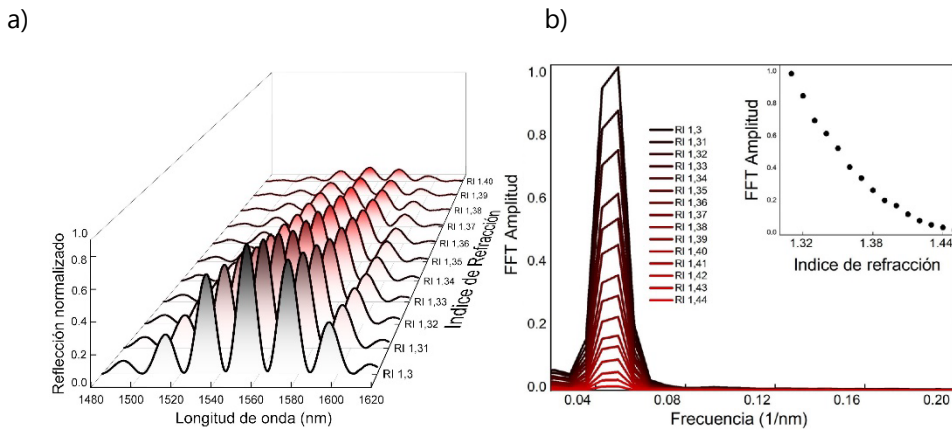 a)
b)
Reflección normalizado
1.0
0.8
0.6
0.4
0.2
0.0
1480 1500 1520 1540 1560 1580 1600 1620
Longitud de onda (nm)
RI 1.40
RI 1,39
RI 1,38
RI 1,37
RI 1,36
RI 1,35
RI 1,34
RI 1,33
RI 1,32
RI 1,31
RI 1,3
Indice de Refracción
FFT Amplitud
1.0
0.8
0.6
0.4
0.2
0.0
0.04 0.08 0.12 0.16 0.20
Frecuencia (1/nm)
RI 1,3
RI 1,31
RI 1,32
RI 1,33
RI 1,34
RI 1,35
RI 1,36
RI 1,37
RI 1,38
RI 1,39
RI 1,40
RI 1,41
RI 1,42
RI 1,43
RI 1,44
FFT Amplitud
1.0
0.8
0.6
0.4
0.2
0.0
1.32 1.38 1.44
Indice de refracción